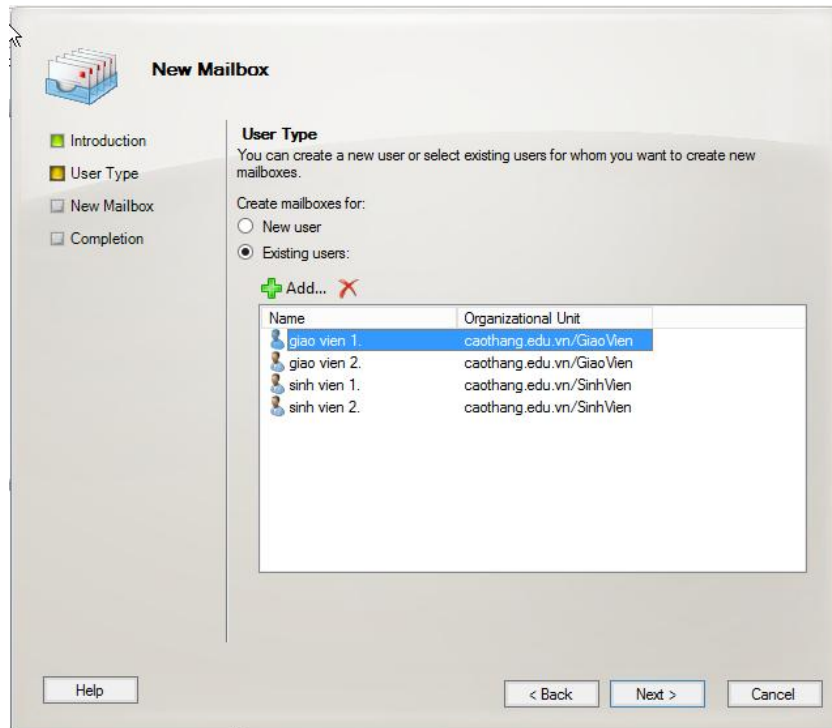 New Mailbox
Introduction
User Type
New Mailbox
Completion
User Type
You can create a new user or select existing users for whom you want to create new
mailboxes.
Create mailboxes for:
New user
Existing users:
Add...
Name Organizational Unit
giao vien 1. caothang.edu.vn/GiaoVien
giao vien 2. caothang.edu.vn/GiaoVien
sinh vien 1. caothang.edu.vn/SinhVien
sinh vien 2. caothang.edu.vn/SinhVien
Help < Back Next > Cancel